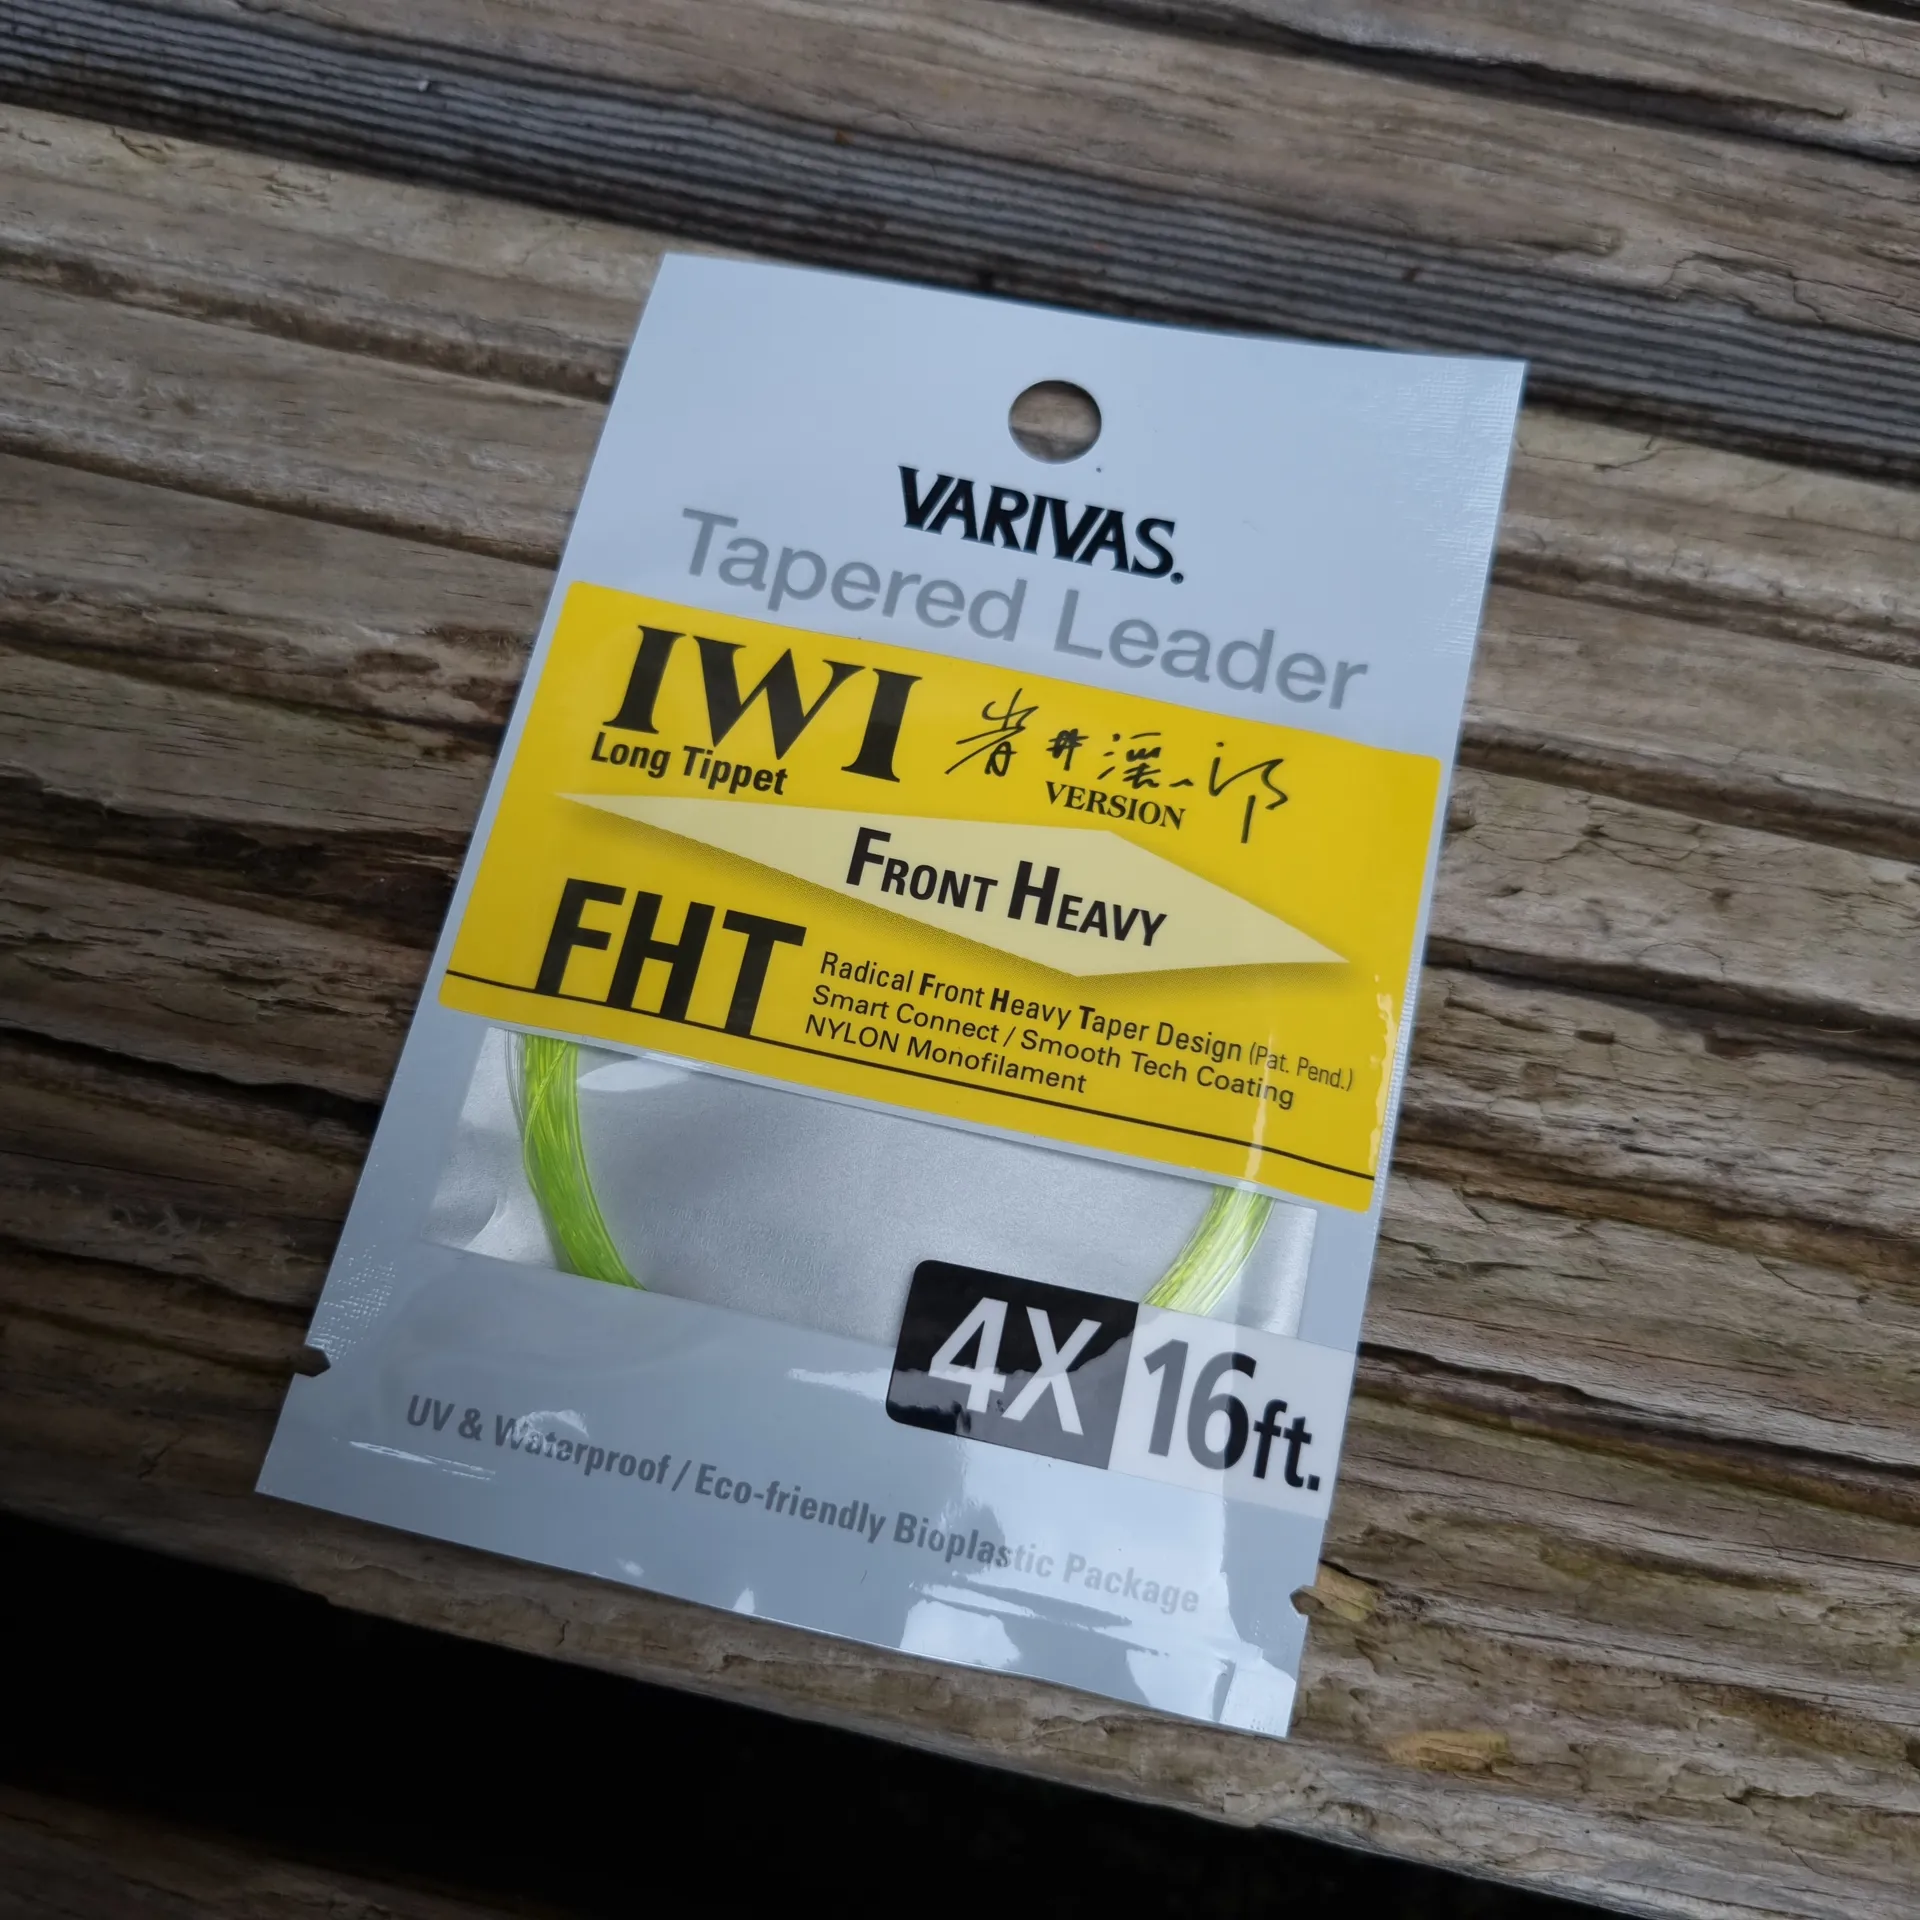 VARIVAS.
Tapered Leader
IWI
Long Tippet
VERSION
FRONT HEAVY
FHT
Radical Front Heavy Taper Design (Pat. Pend.)
Smart Connect / Smooth Tech Coating
NYLON Monofilament
4X 16ft.
UV & Waterproof / Eco-friendly Bioplastic Package